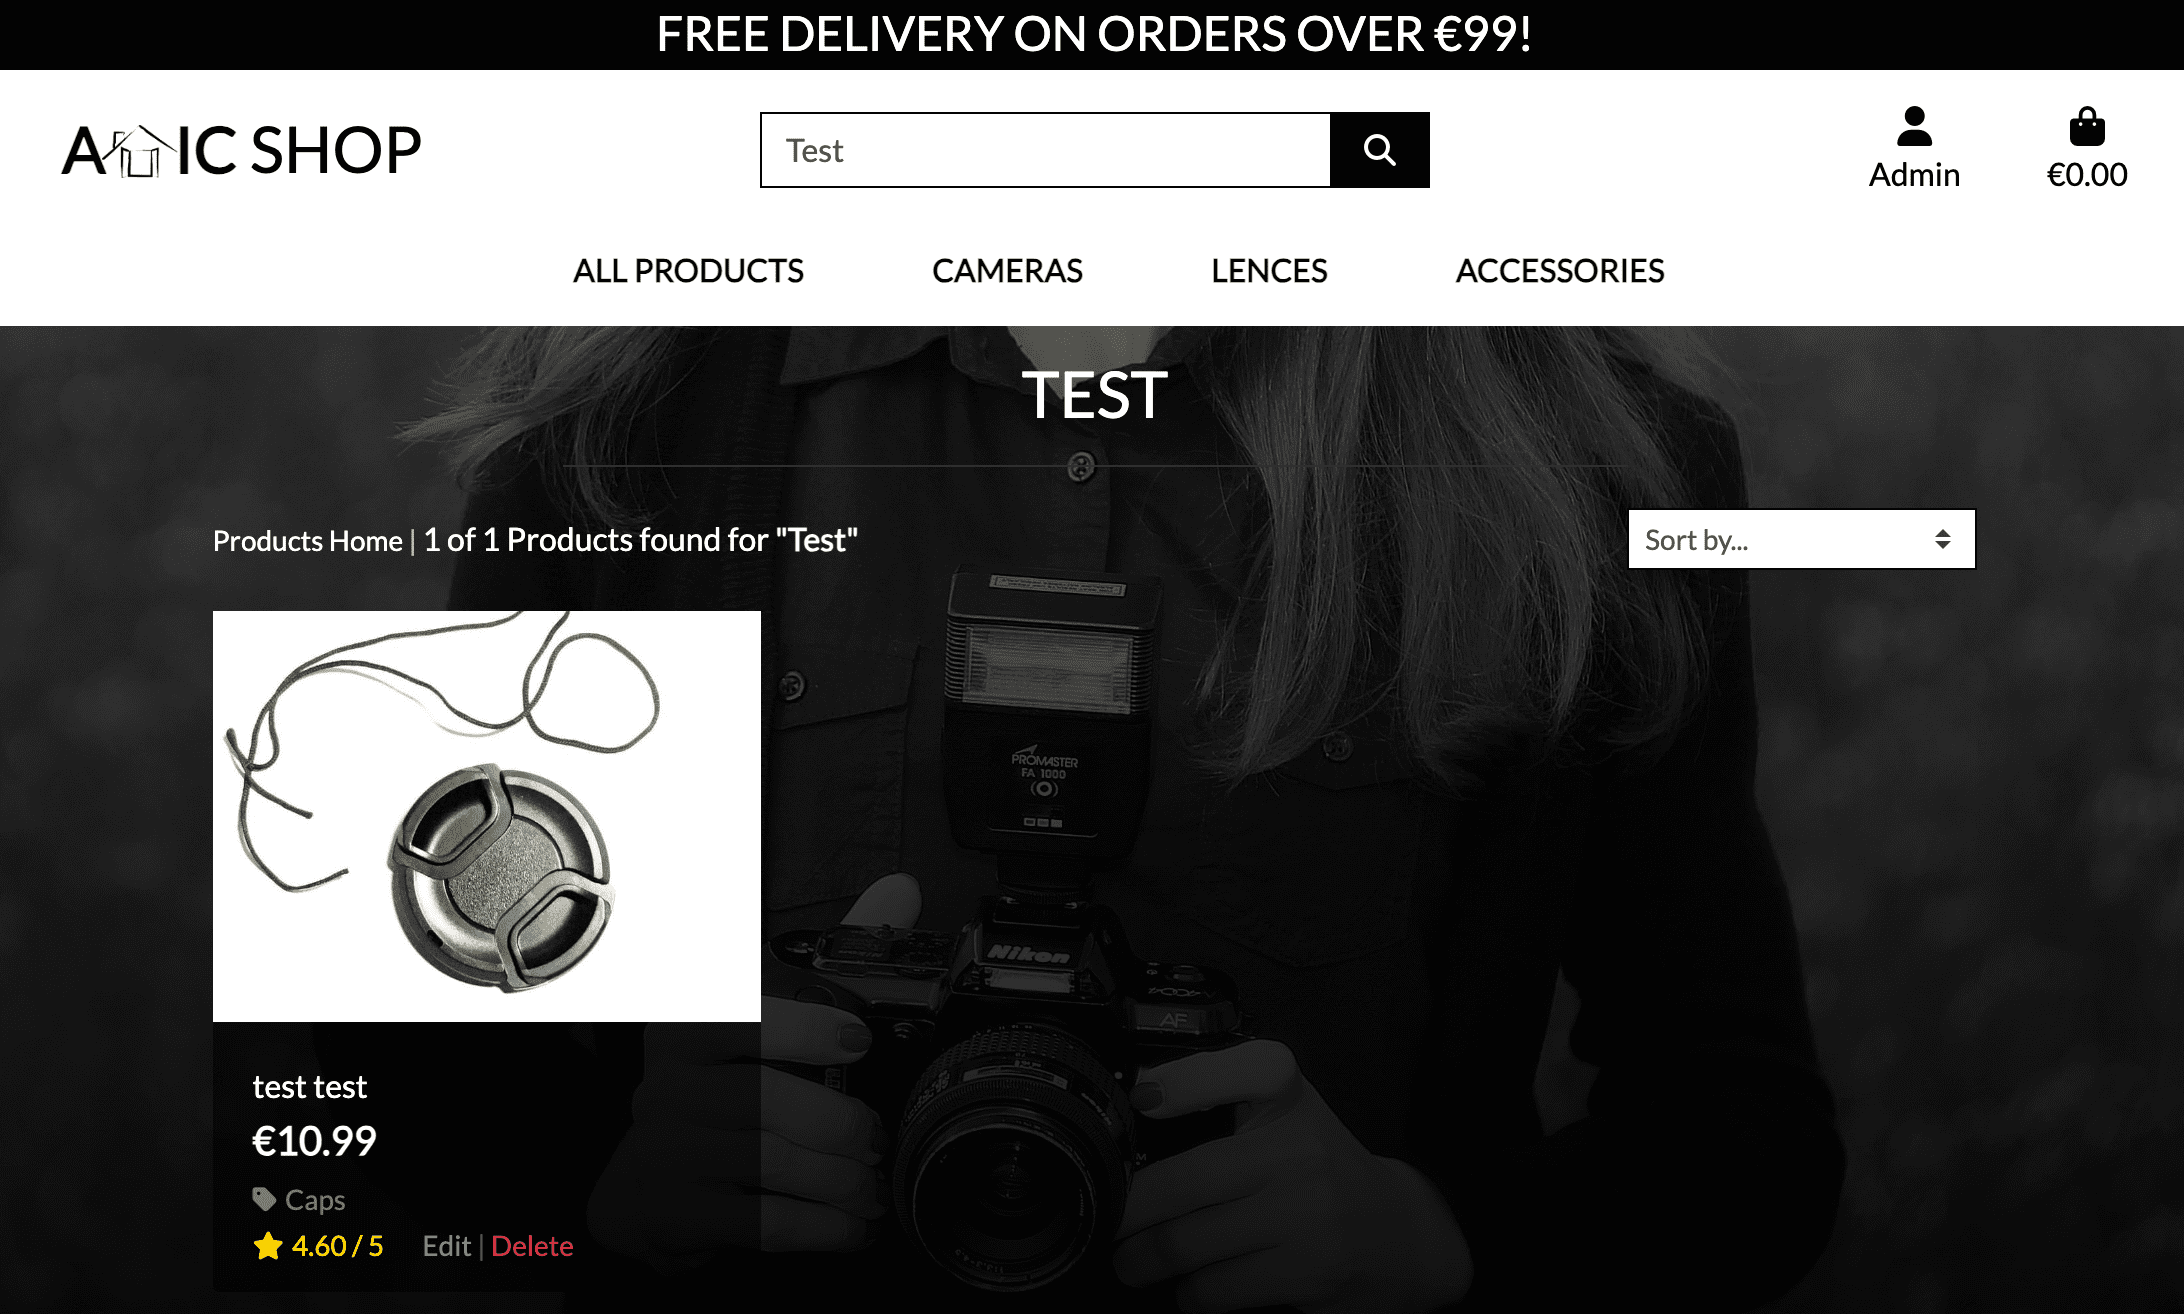 FREE DELIVERY ON ORDERS OVER €99!
A IC SHOP
Test
Admin
€0.00
ALL PRODUCTS
CAMERAS
LENCES
ACCESSORIES
TEST
Products Home | 1 of 1 Products found for "Test"
Sort by...
PROMASTER
FA 1000
Nikon
AF
test test
€10.99
Caps
4.60 / 5
Edit | Delete